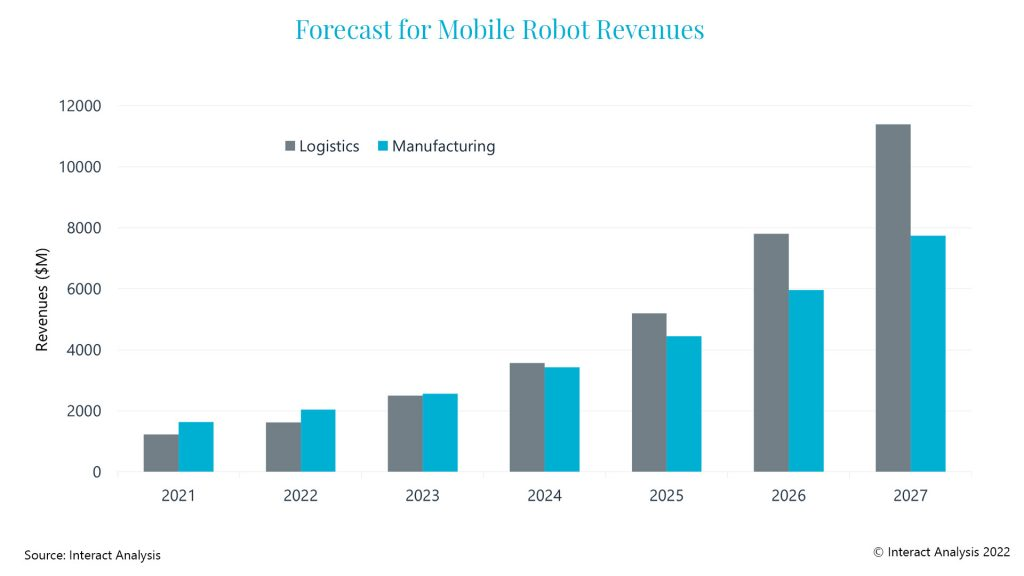 Forecast for Mobile Robot Revenues
12000
Logistics Manufacturing
10000
8000
6000
4000
2000
0
Revenues ($M)
2021 2022 2023 2024 2025 2026 2027
Source: Interact Analysis
© Interact Analysis 2022